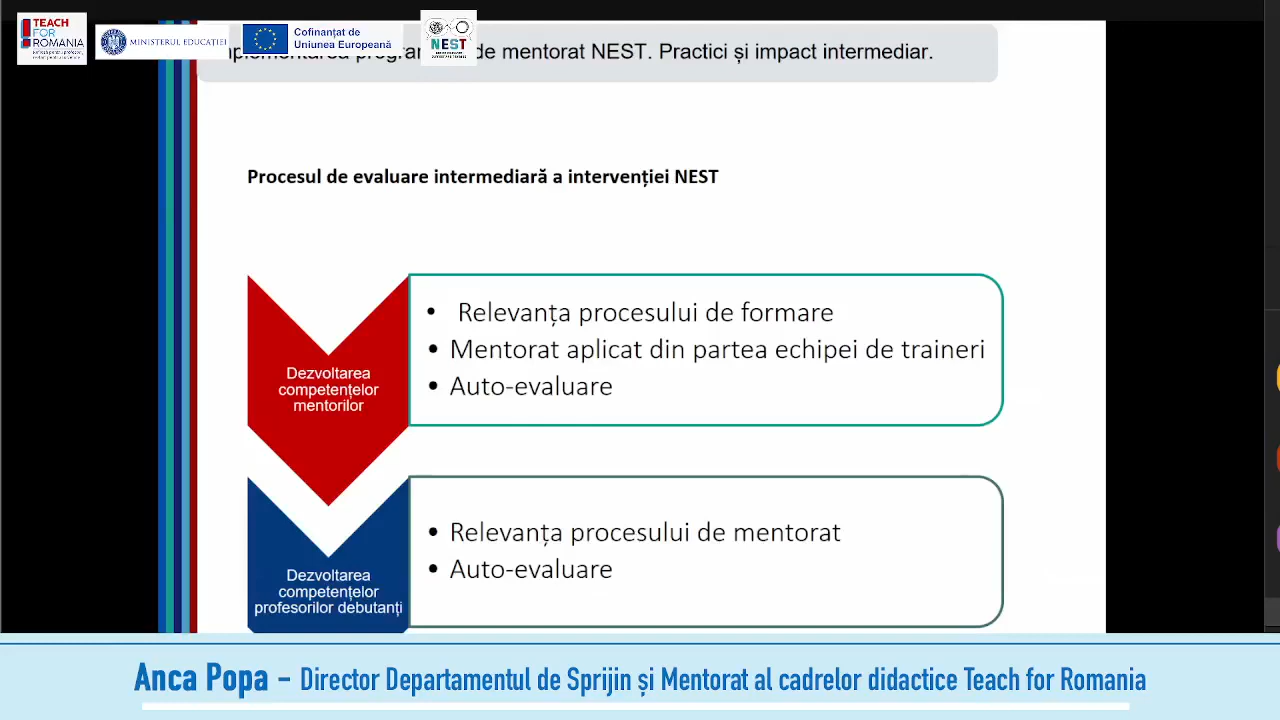 TEACH
FOR
ROMANIA
MINISTERUL EDUCAȚIEI
Cofinanțat de
Uniunea Europeană
NEST
de mentorat NEST. Practici și impact intermediar.
Procesul de evaluare intermediară a intervenției NEST
Dezvoltarea
competențelor
mentorilor
• Relevanța procesului de formare
• Mentorat aplicat din partea echipei de traineri
• Auto-evaluare
Dezvoltarea
competențelor
profesorilor debutanți
• Relevanța procesului de mentorat
• Auto-evaluare
Anca Popa – Director Departamentul de Sprijin și Mentorat al cadrelor didactice Teach for Romania